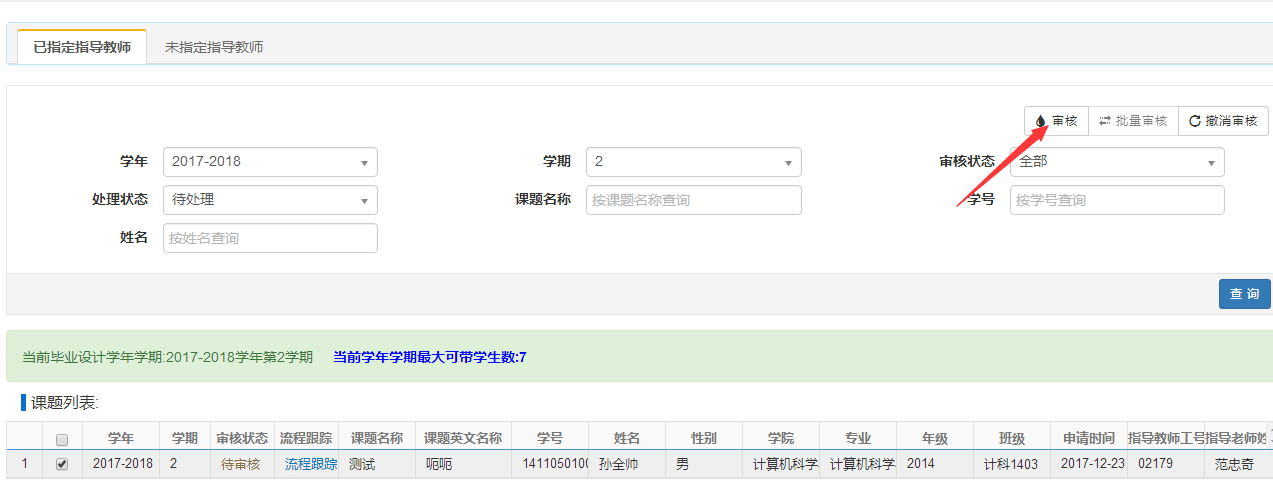 已指定指导教师 未指定指导教师
审核 批量审核 撤消审核
学年 2017-2018 学期 2 审核状态 全部
处理状态 待处理 课题名称 按课题名称查询 学号 按学号查询
姓名 按姓名查询
查 询
当前毕业设计学年学期:2017-2018学年第2学期 当前学年学期最大可带学生数:7
课题列表:
学年 学期 审核状态 流程跟踪 课题名称 课题英文名称 学号 姓名 性别 学院 专业 年级 班级 申请时间 指导教师工号 指导老师姓
1 2017-2018 2 待审核 流程跟踪 测试 呃呃 1411050100 孙全帅 男 计算机科学 计算机科学 2014 计科1403 2017-12-23 02179 范忠奇